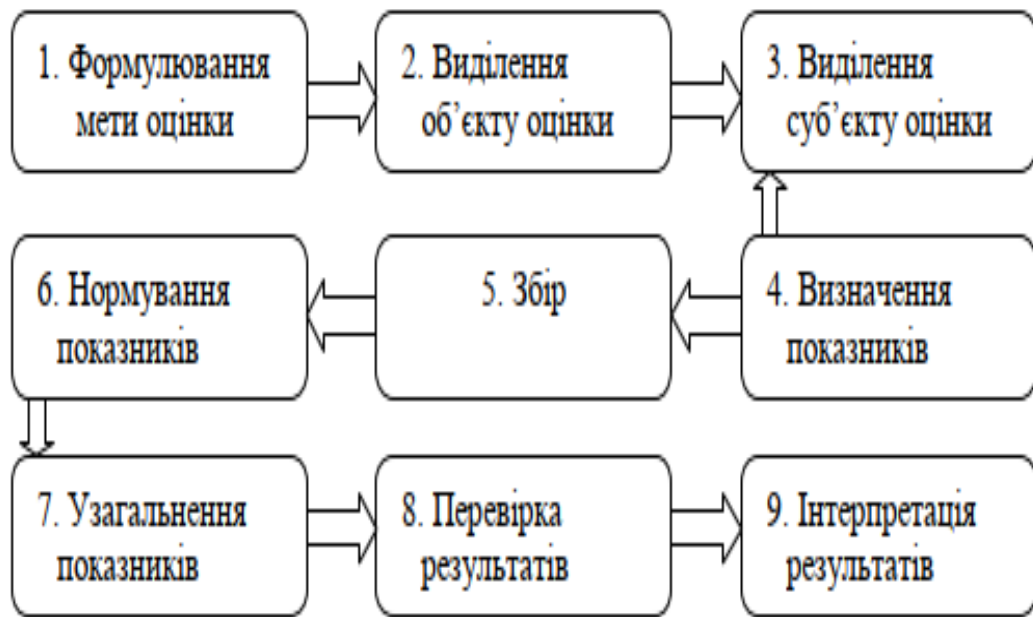 1. Формулювання
мети оцінки
2. Виділення
об’єкту оцінки
3. Виділення
суб’єкту оцінки
6. Нормування
показників
5. Збір
4. Визначення
показників
7. Узагальнення
показників
8. Перевірка
результатів
9. Інтерпретація
результатів